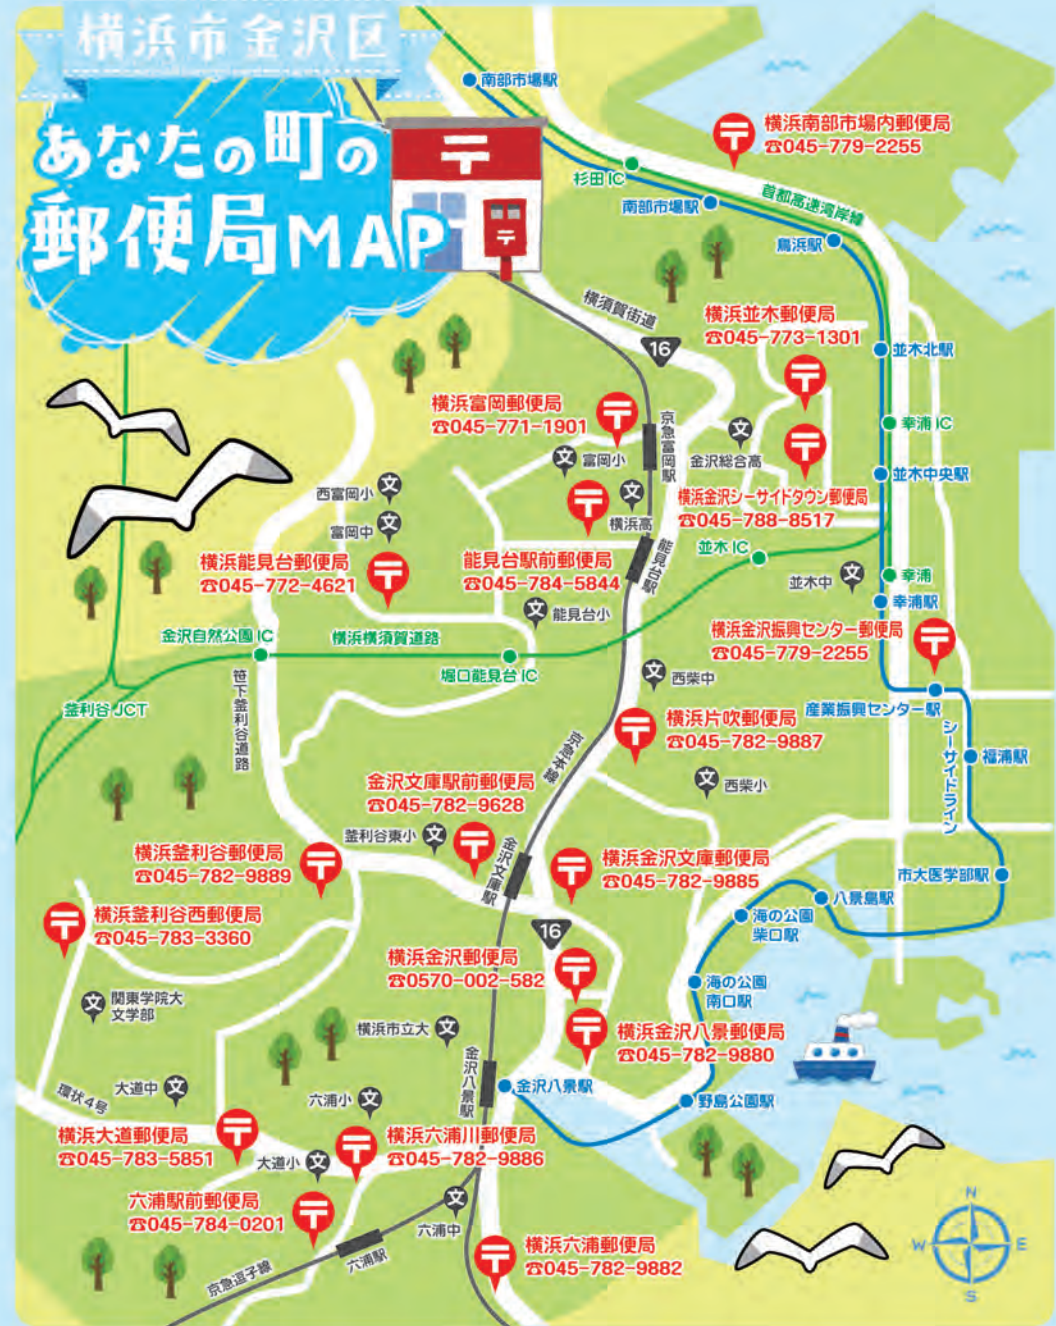 横浜市金沢区
あなたの町の
郵便局MAP
南部市場駅
横浜南部市場内郵便局
☎045-779-2255
杉田IC
首都高速湾岸線
南部市場駅
鳥浜駅
横須賀街道
16
横浜並木郵便局
☎045-773-1301
並木北駅
横浜富岡郵便局
☎045-771-1901
京急富岡駅
文
金沢総合高
幸浦IC
文
富岡小
並木中央駅
文
西富岡小
文
横浜高
横浜金沢シーサイドタウン郵便局
☎045-788-8517
文
富岡中
能見台駅
並木IC
横浜能見台郵便局
☎045-772-4621
能見台駅前郵便局
☎045-784-5844
文
並木中
幸浦
幸浦駅
文
能見台小
金沢自然公園IC
横浜横須賀道路
横浜金沢振興センター郵便局
☎045-779-2255
堀口能見台IC
文
西柴中
釜利谷JCT
笹下釜利谷道路
産業振興センター駅
横浜片吹郵便局
☎045-782-9887
シーサイドライン
福浦駅
京急本線
文
西柴小
金沢文庫駅前郵便局
☎045-782-9628
釜利谷東小
文
金沢文庫駅
横浜釜利谷郵便局
☎045-782-9889
横浜金沢文庫郵便局
☎045-782-9885
市大医学部駅
八景島駅
横浜釜利谷西郵便局
☎045-783-3360
16
海の公園
柴口駅
横浜金沢郵便局
☎0570-002-582
海の公園
南口駅
文
関東学院大
文学部
横浜市立大
文
横浜金沢八景郵便局
☎045-782-9880
金沢八景駅
金沢八景駅
野島公園駅
環状4号
大道中
文
六浦小
文
横浜大道郵便局
☎045-783-5851
横浜六浦川郵便局
☎045-782-9886
大道小
文
六浦駅前郵便局
☎045-784-0201
文
六浦中
六浦駅
京急逗子線
横浜六浦郵便局
☎045-782-9882
N
W
E
S